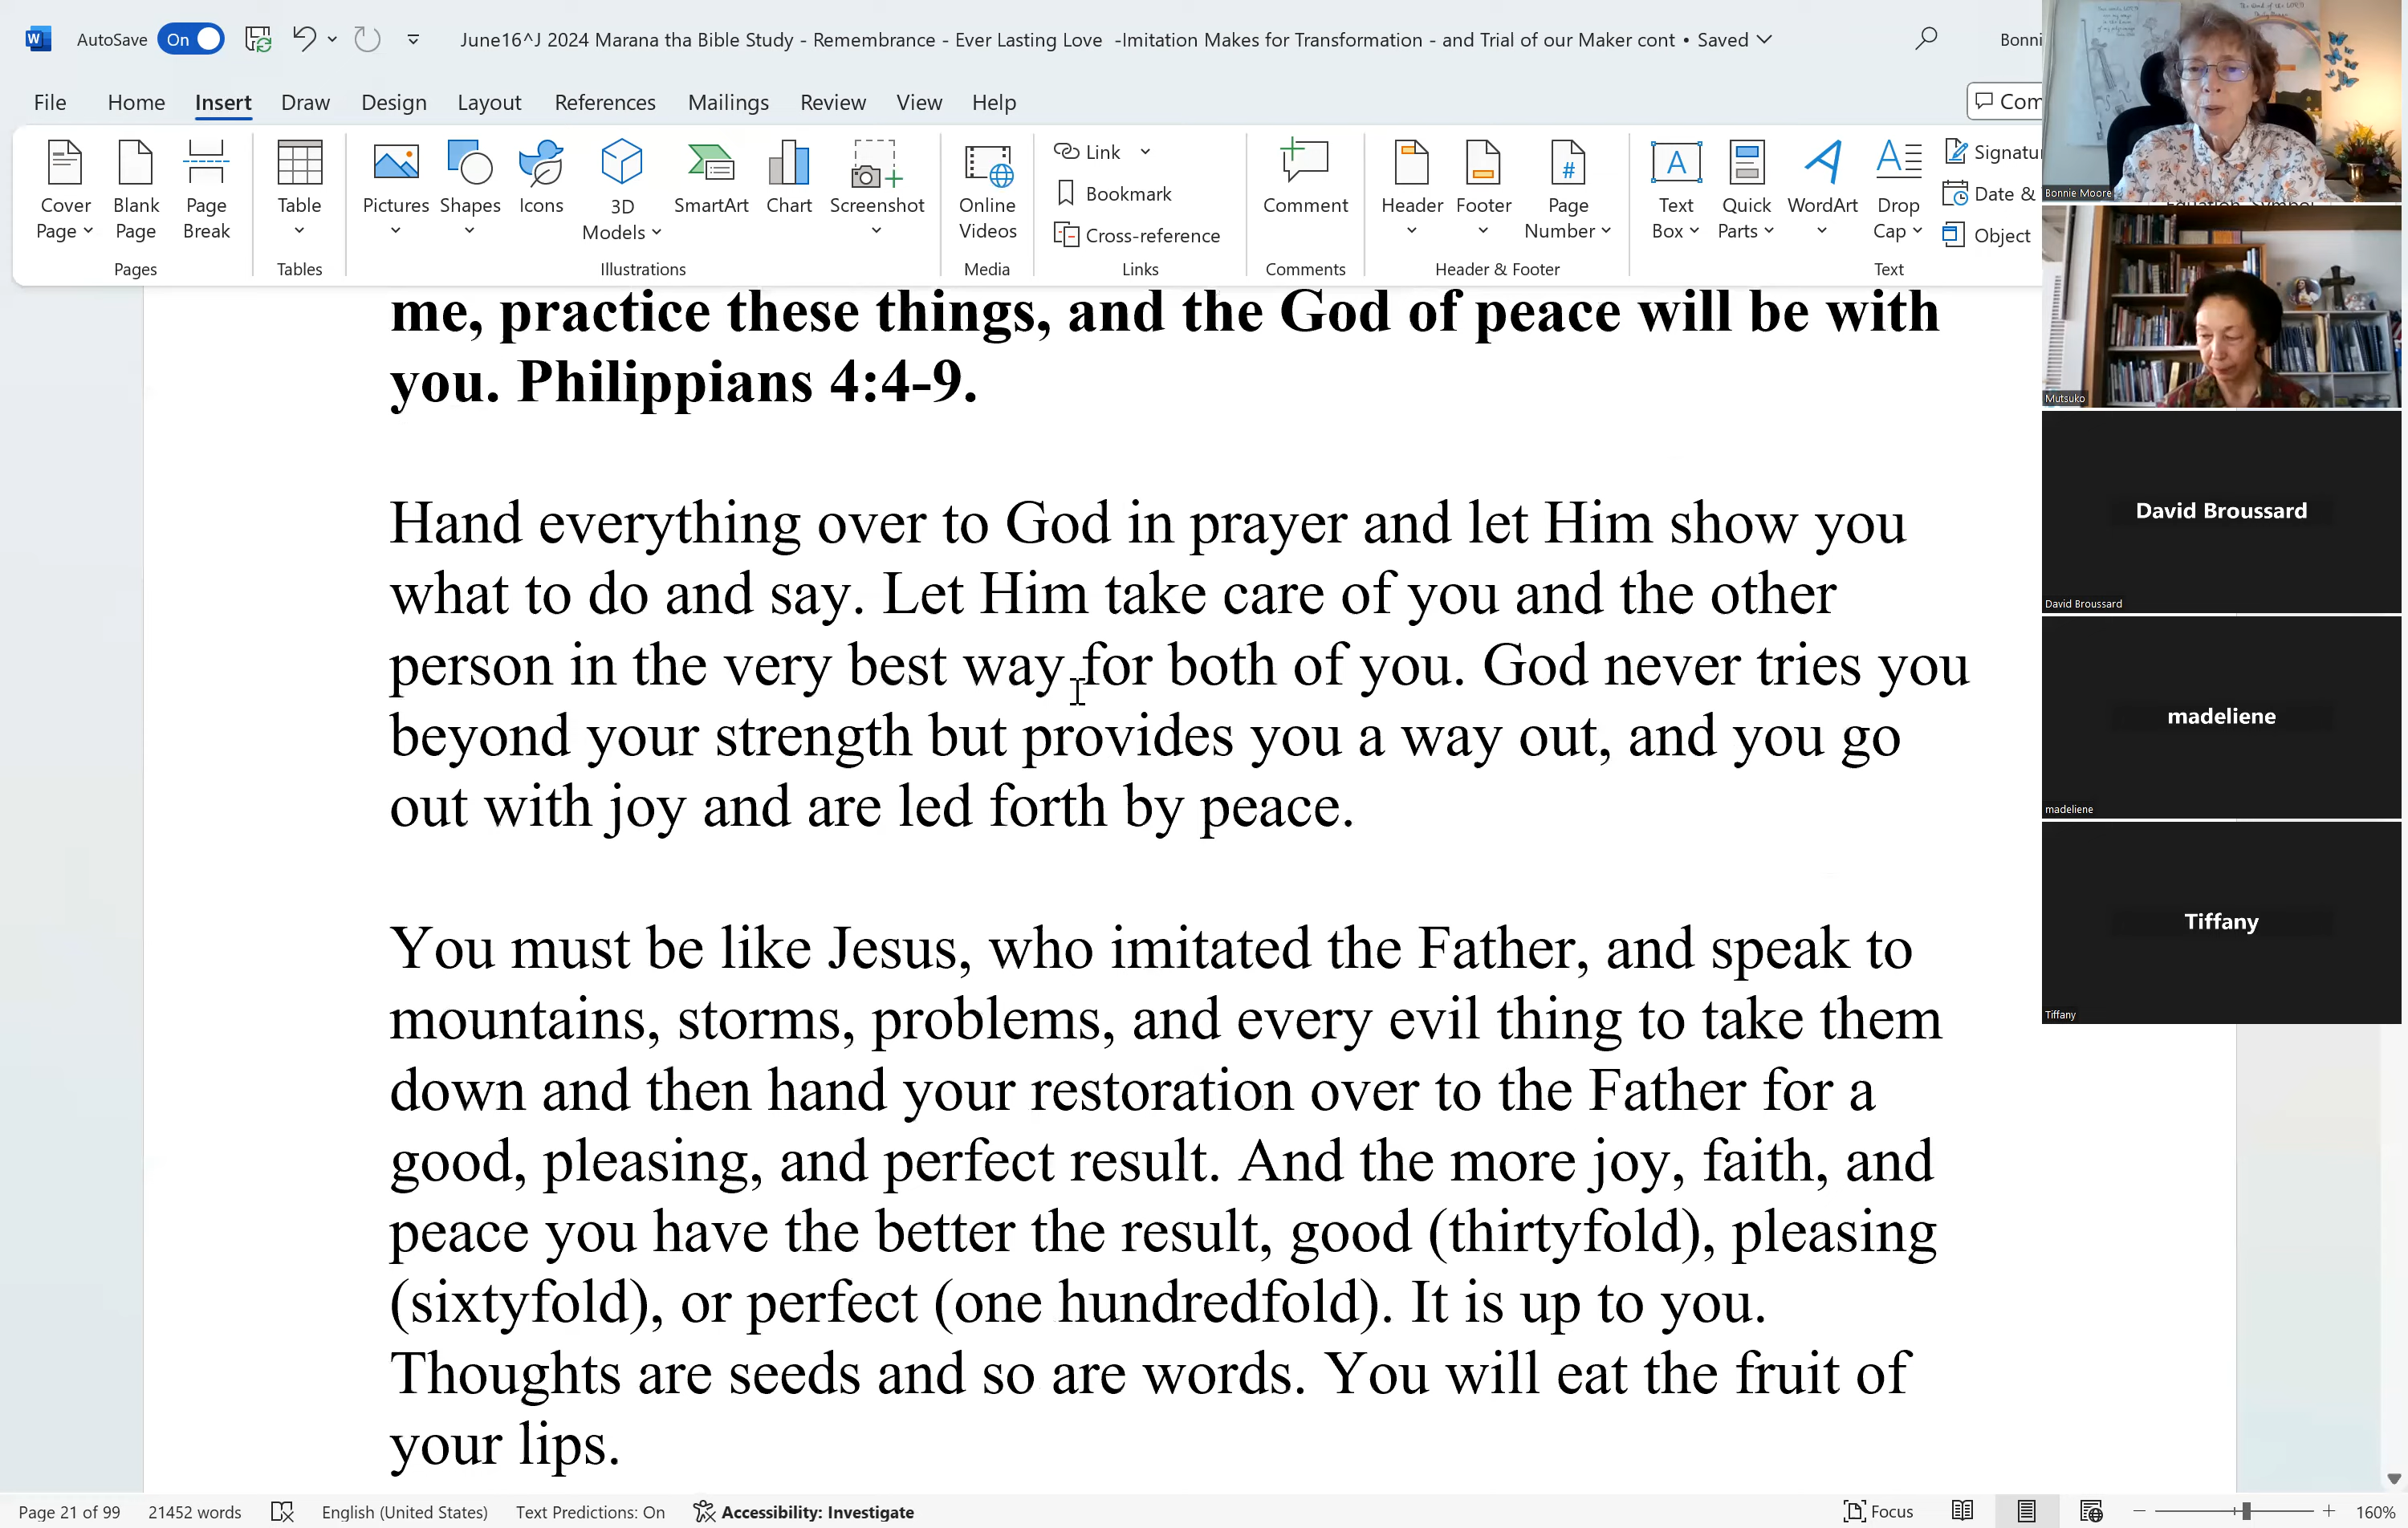 AutoSave On June16^J 2024 Marana tha Bible Study - Remembrance - Ever Lasting Love -Imitation Makes for Transformation - and Trial of our Maker cont • Saved Bonni
File Home Insert Draw Design Layout References Mailings Review View Help Com
Cover Page Blank Page Page Break Table Pictures Shapes Icons 3D Models SmartArt Chart Screenshot Online Videos Link Bookmark Cross-reference Comment Header Footer Page Number Text Box Quick Parts WordArt Drop Cap Signatu Date & Object
Pages Tables Illustrations Media Links Comments Header & Footer Text
me, practice these things, and the God of peace will be with
you. Philippians 4:4-9.
Hand everything over to God in prayer and let Him show you
what to do and say. Let Him take care of you and the other
person in the very best way for both of you. God never tries you
beyond your strength but provides you a way out, and you go
out with joy and are led forth by peace.
You must be like Jesus, who imitated the Father, and speak to
mountains, storms, problems, and every evil thing to take them
down and then hand your restoration over to the Father for a
good, pleasing, and perfect result. And the more joy, faith, and
peace you have the better the result, good (thirtyfold), pleasing
(sixtyfold), or perfect (one hundredfold). It is up to you.
Thoughts are seeds and so are words. You will eat the fruit of
your lips.
Bonnie Moore
Mutsuko
David Broussard
David Broussard
madeliene
madeliene
Tiffany
Tiffany
Page 21 of 99 21452 words English (United States) Text Predictions: On Accessibility: Investigate Focus 160%